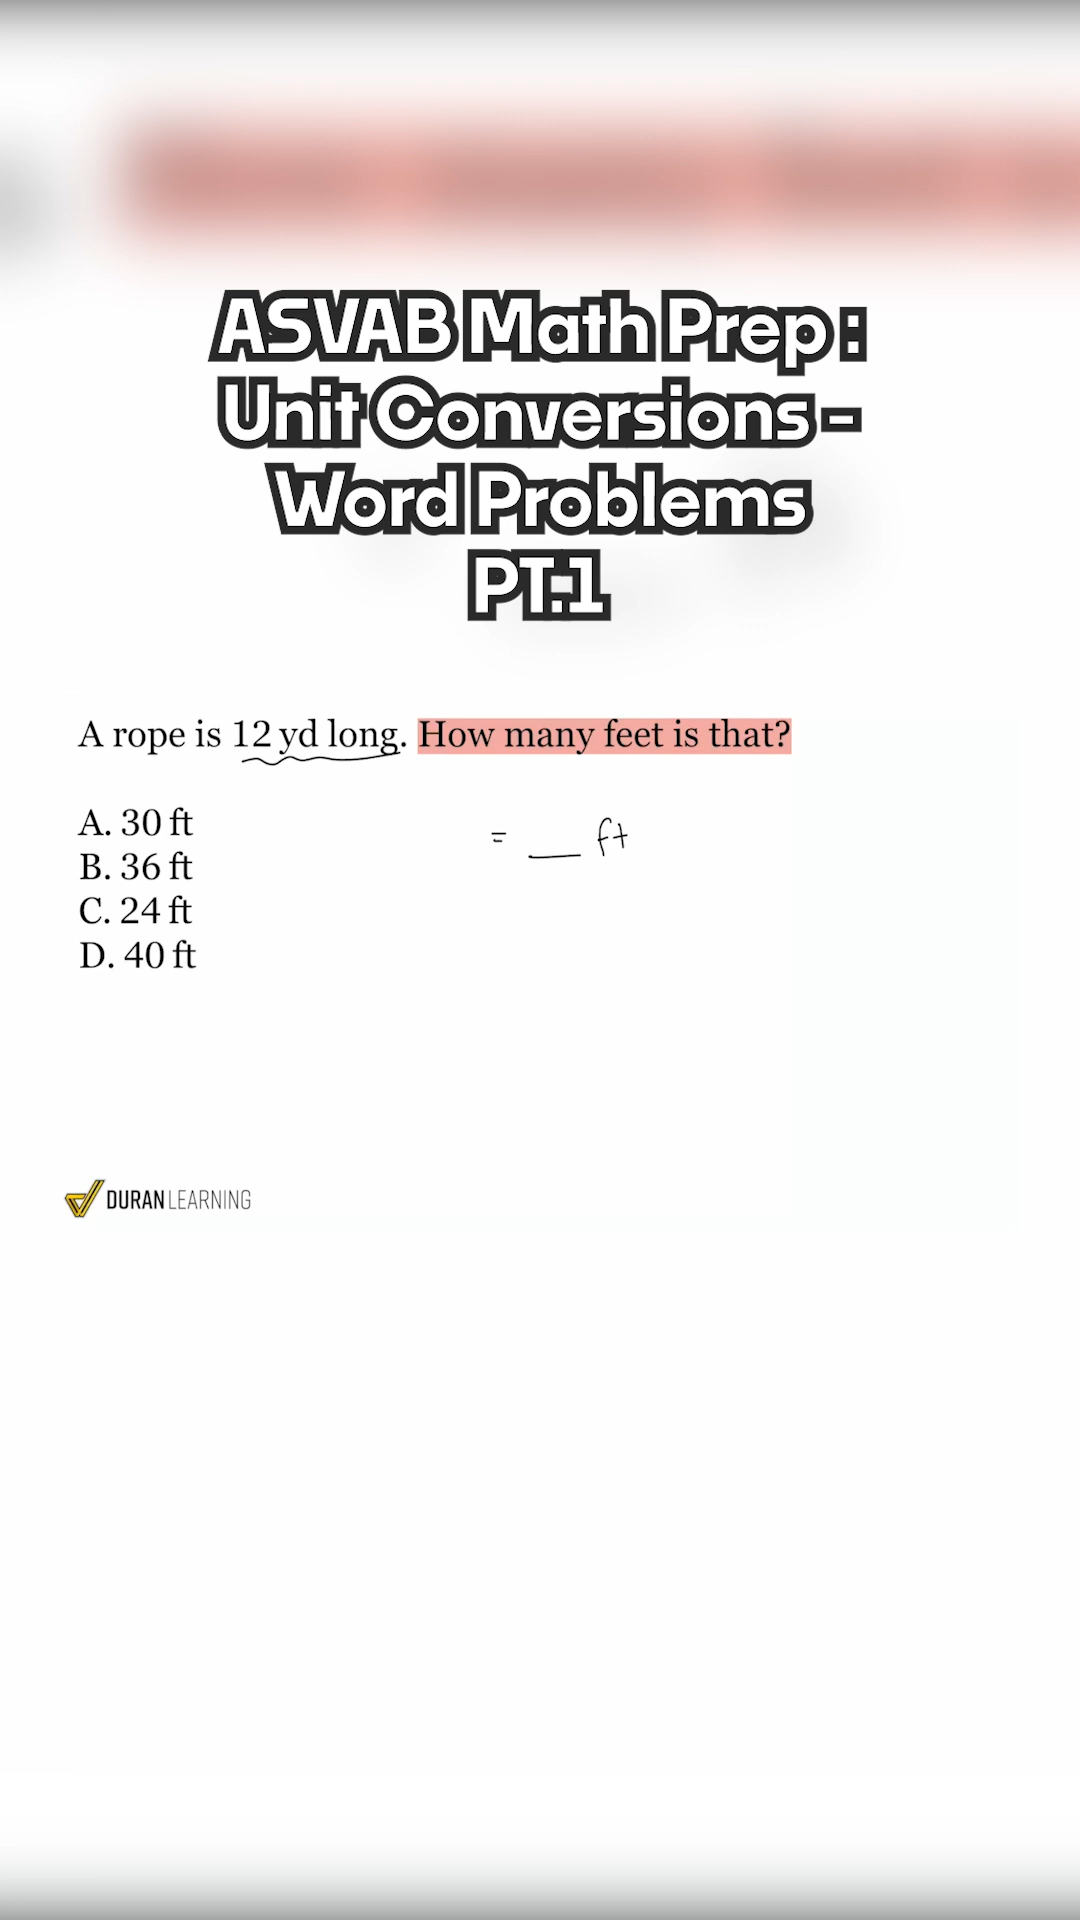 ASVAB Math Prep :
Unit Conversions -
Word Problems
PT.1
A rope is 12 yd long. How many feet is that?
A. 30 ft
B. 36 ft
C. 24 ft
D. 40 ft
= __ ft
DURAN LEARNING